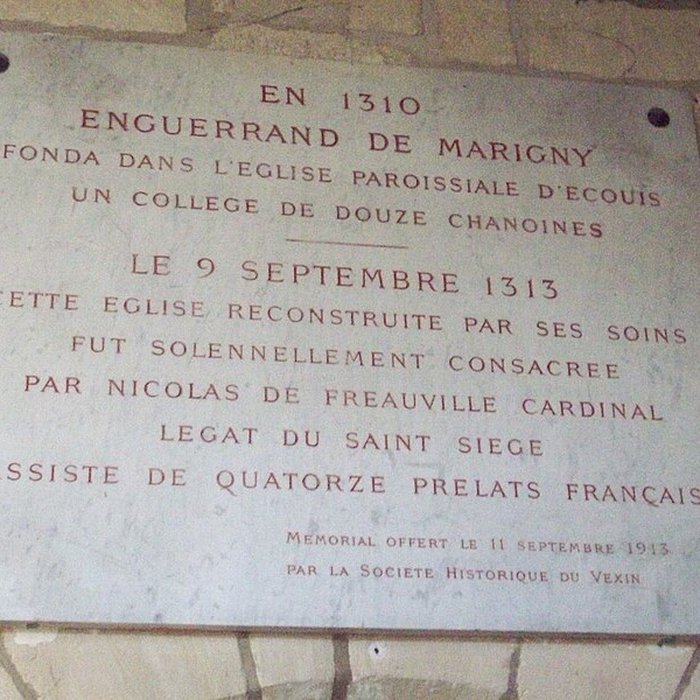 EN 1310
ENGUERRAND DE MARIGNY
FONDA DANS L'EGLISE PAROISSIALE D'ECOUIS
UN COLLEGE DE DOUZE CHANOINES
LE 9 SEPTEMBRE 1313
CETTE EGLISE RECONSTRUITE PAR SES SOINS
FUT SOLENNELLEMENT CONSACREE
PAR NICOLAS DE FREAUVILLE CARDINAL
LEGAT DU SAINT SIEGE
ASSISTE DE QUATORZE PRELATS FRANÇAIS
MEMORIAL OFFERT LE 11 SEPTEMBRE 1913
PAR LA SOCIETE HISTORIQUE DU VEXIN